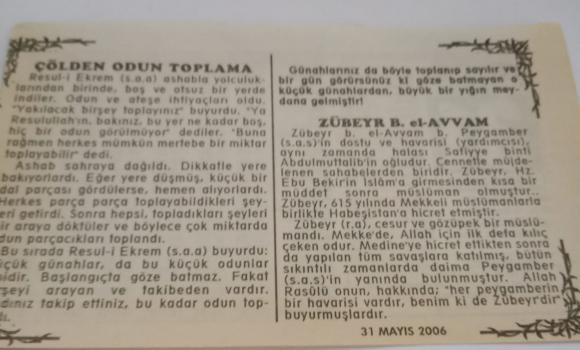 ÇÖLDEN ODUN TOPLAMA
Resul-i Ekrem (s.a.a) ashabla yolculuk-
larından birinde, boş ve otsuz bir yerde
indiler. Odun ve ateşe ihtiyaçları oldu.
"Yakılacak birşey toplayınız" buyurdu. "Ya
Resulullah'ın, bakınız, bu yer ne kadar boş,
hiç bir odun görülmüyor" dediler. "Buna
rağmen herkes mümkün mertebe bir miktar
toplayabilir" dedi.
Ashab sahraya dağıldı. Dikkatle yere
bakıyorlardı. Eğer yere düşmüş, küçük bir
dal parçası gördülerse, hemen alıyorlardı.
Herkes parça parça toplayabildikleri şey-
leri getirdi. Sonra hepsi, topladıkları şeyleri
ir araya döktüler ve böylece çok miktarda
dun parçacıkları toplandı.
Bu sırada Resul-i Ekrem (s.a.a) buyurdu:
çük günahlar, da bu küçük odunlar
bidir. Başlangıçta göze batmaz. Fakat
şeyi arayan ve takibeden vardır.
dınız takip ettiniz, bu kadar odun top-
Günahlarınız da böyle toplanıp sayılır ve
bir gün görürsünüz ki göze batmayan o
küçük günahlardan, büyük bir yığın mey-
dana gelmiştir!
ZÜBEYR B. el-AVVAM
Zübeyr b. el-Avvam b. Peygamber
(s.a.s)'in dostu ve havarisi (yardımcısı),
aynı zamanda halası Safiyye binti
Abdulmuttalib'in oğludur. Cennetle müjde-
lenen sahabelerden biridir. Zübeyr, Hz.
Ebu Bekir'in İslâm'a girmesinden kısa bir
müddet sonra müslüman olmuştur..
Zübeyr, 615 yılında Mekkeli müslümanlarla
birlikte Habeşistan'a hicret etmiştir.
Zübeyr (r.a), cesur ve gözüpek bir müslü-
mandı. Mekke'de, Allah için ilk defa kılıç
çeken odur. Medine'ye hicret ettikten sonra
da yapılan tüm savaşlara katılmış, bütün
sıkıntılı zamanlarda daima Peygamber
(s.a.s)'in yanında bulunmuştur. Allah
Rasûlü onun, hakkında; "her peygamberin
bir havarisi vardır, benim ki de Zübeyr'dir"
buyurmuşlardır.
31 MAYIS 2006